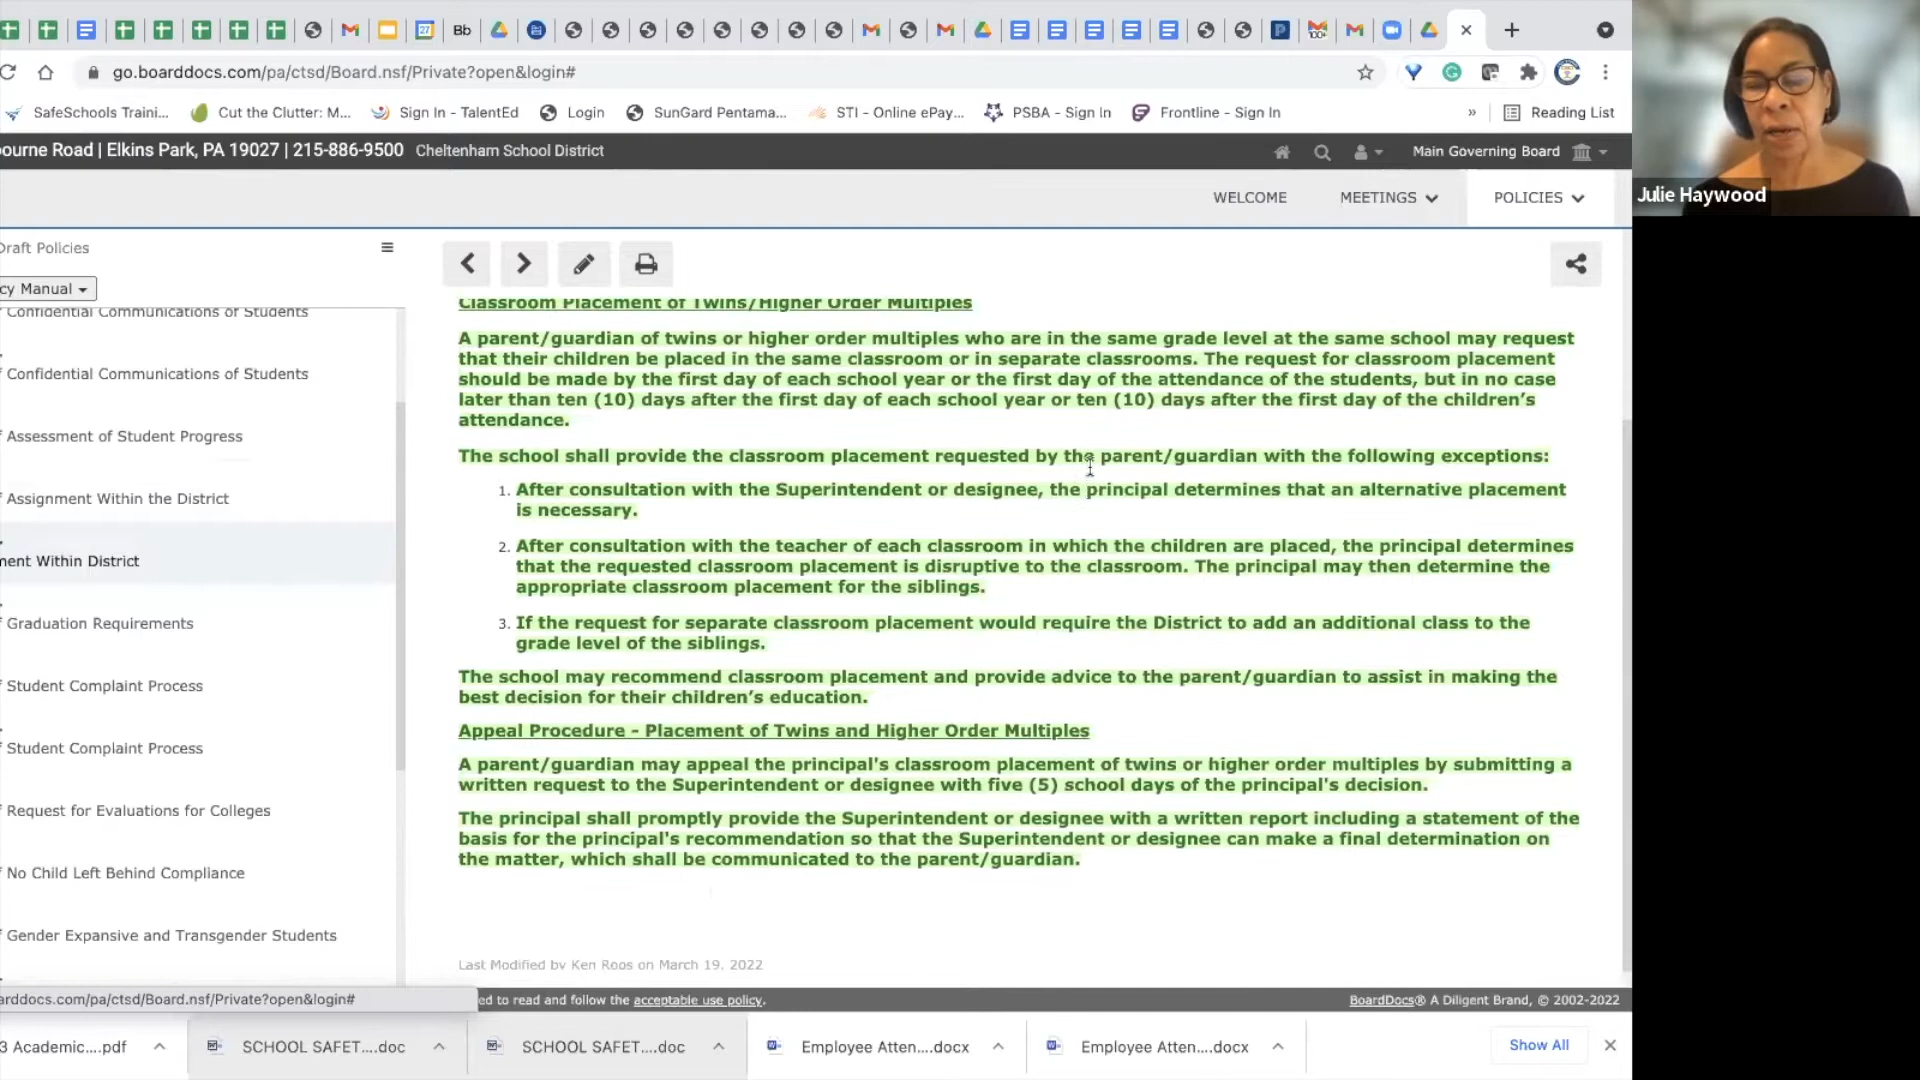 Bb
go.boarddocs.com/pa/ctsd/Board.nsf/Private?open&login#
SafeSchools Traini...
Cut the Clutter: M...
Sign In - TalentEd
Login
SunGard Pentama...
STI - Online ePay...
PSBA - Sign In
Frontline - Sign In
»
Reading List
ourne Road | Elkins Park, PA 19027 | 215-886-9500 Cheltenham School District
Main Governing Board
WELCOME
MEETINGS
POLICIES
Julie Haywood
Draft Policies
cy Manual
Confidential Communications of Students
Confidential Communications of Students
Assessment of Student Progress
Assignment Within the District
ment Within District
Graduation Requirements
Student Complaint Process
Student Complaint Process
Request for Evaluations for Colleges
No Child Left Behind Compliance
Gender Expansive and Transgender Students
Classroom Placement of Twins/Higher Order Multiples
A parent/guardian of twins or higher order multiples who are in the same grade level at the same school may request
that their children be placed in the same classroom or in separate classrooms. The request for classroom placement
should be made by the first day of each school year or the first day of the attendance of the students, but in no case
later than ten (10) days after the first day of each school year or ten (10) days after the first day of the children's
attendance.
The school shall provide the classroom placement requested by the parent/guardian with the following exceptions:
1. After consultation with the Superintendent or designee, the principal determines that an alternative placement
is necessary.
2. After consultation with the teacher of each classroom in which the children are placed, the principal determines
that the requested classroom placement is disruptive to the classroom. The principal may then determine the
appropriate classroom placement for the siblings.
3. If the request for separate classroom placement would require the District to add an additional class to the
grade level of the siblings.
The school may recommend classroom placement and provide advice to the parent/guardian to assist in making the
best decision for their children's education.
Appeal Procedure - Placement of Twins and Higher Order Multiples
A parent/guardian may appeal the principal's classroom placement of twins or higher order multiples by submitting a
written request to the Superintendent or designee with five (5) school days of the principal's decision.
The principal shall promptly provide the Superintendent or designee with a written report including a statement of the
basis for the principal's recommendation so that the Superintendent or designee can make a final determination on
the matter, which shall be communicated to the parent/guardian.
Last Modified by Ken Roos on March 19, 2022
arddocs.com/pa/ctsd/Board.nsf/Private?open&login#
ed to read and follow the acceptable use policy.
BoardDocs® A Diligent Brand, © 2002-2022
3 Academic....pdf
SCHOOL SAFET....doc
SCHOOL SAFET....doc
Employee Atten....docx
Employee Atten....docx
Show All